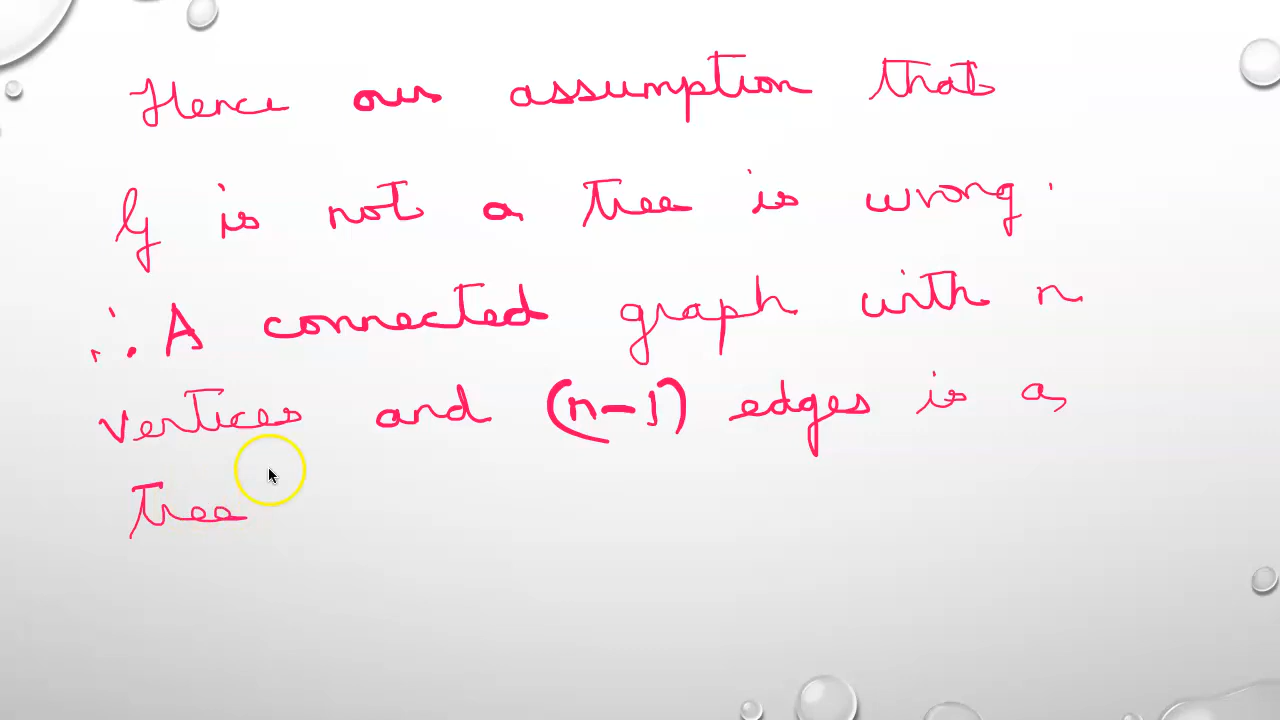 Hence our assumption that
G is not a tree is wrong.
∴ A connected graph with n
vertices and (n-1) edges is a
tree